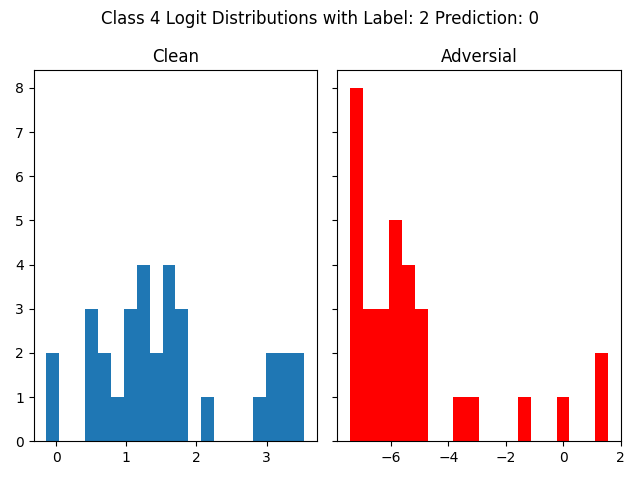 Class 4 Logit Distributions with Label: 2 Prediction: 0
Clean
Adversial
8
7
6
5
4
3
2
1
0
0 1 2 3
−6 −4 −2 0 2